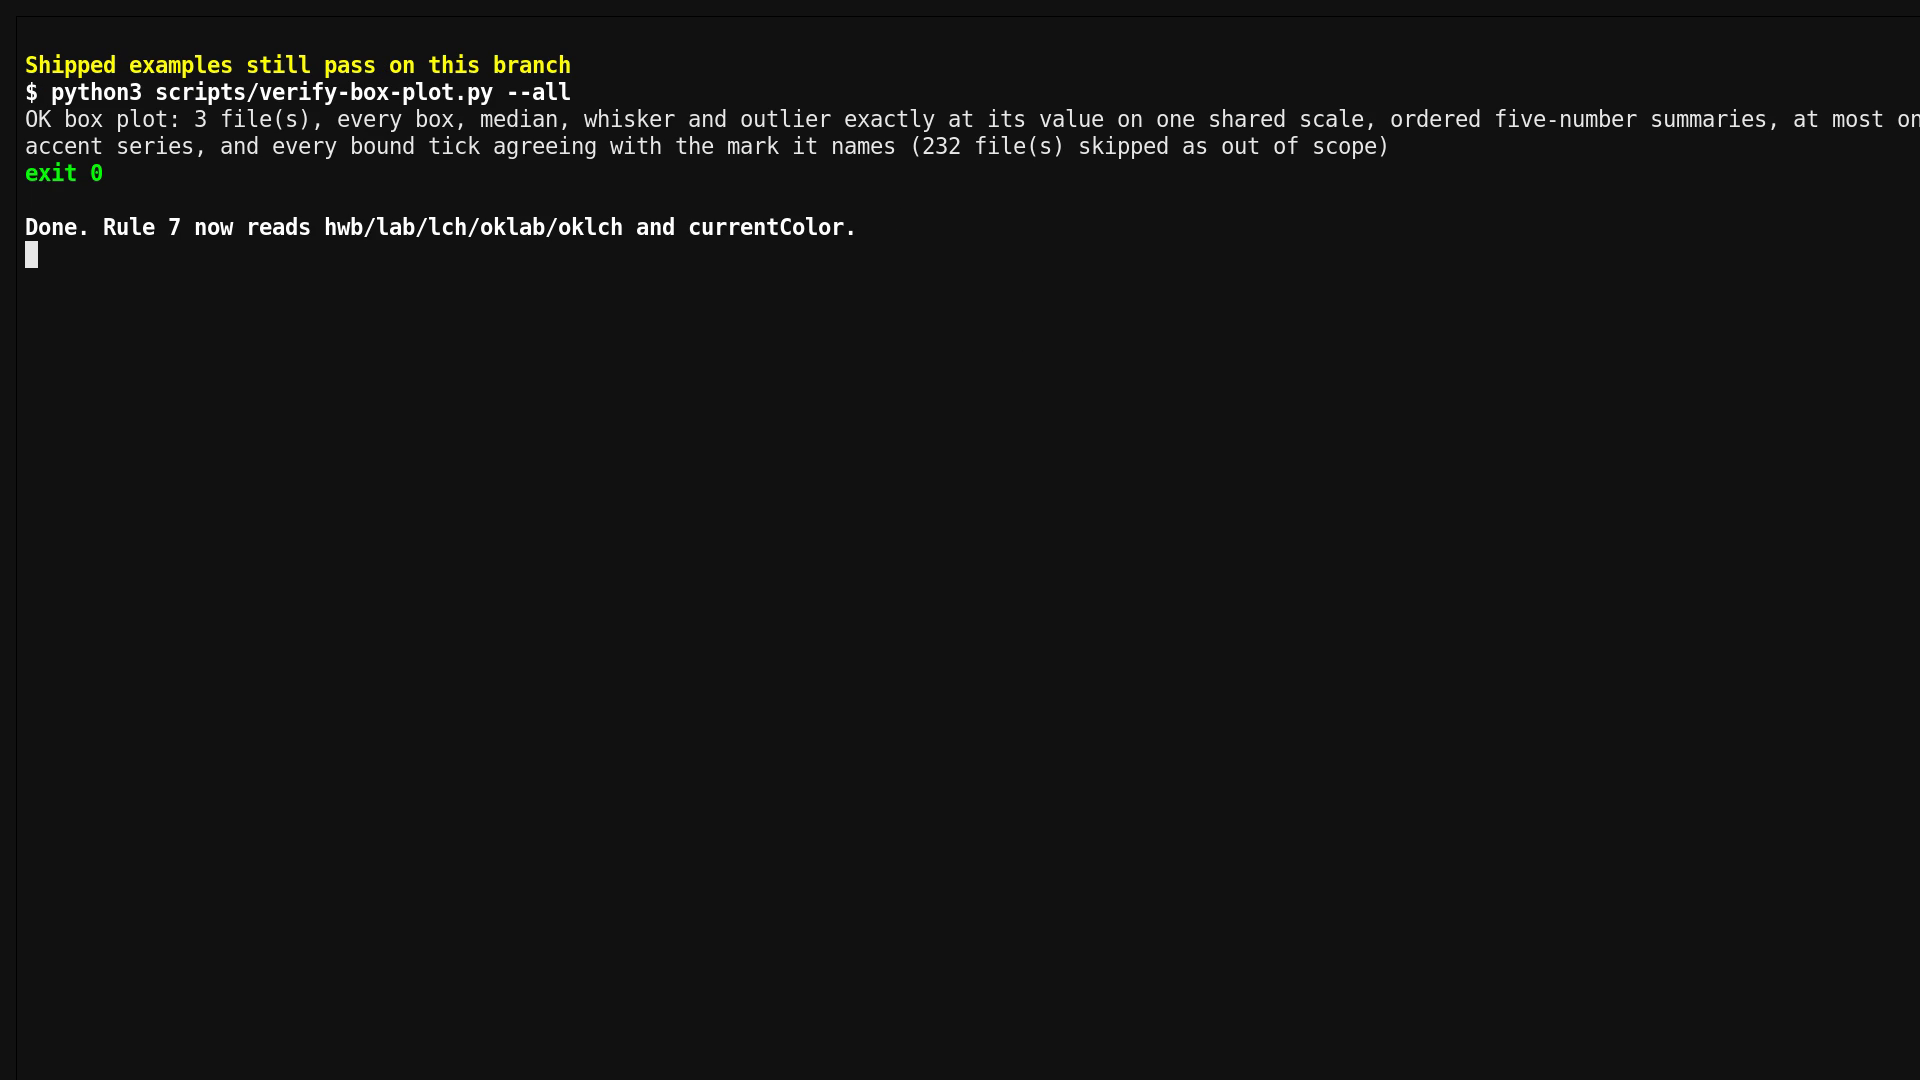 Shipped examples still pass on this branch
$ python3 scripts/verify-box-plot.py --all
OK box plot: 3 file(s), every box, median, whisker and outlier exactly at its value on one shared scale, ordered five-number summaries, at most
accent series, and every bound tick agreeing with the mark it names (232 file(s) skipped as out of scope)
exit 0
Done. Rule 7 now reads hwb/lab/lch/oklab/oklch and currentColor.